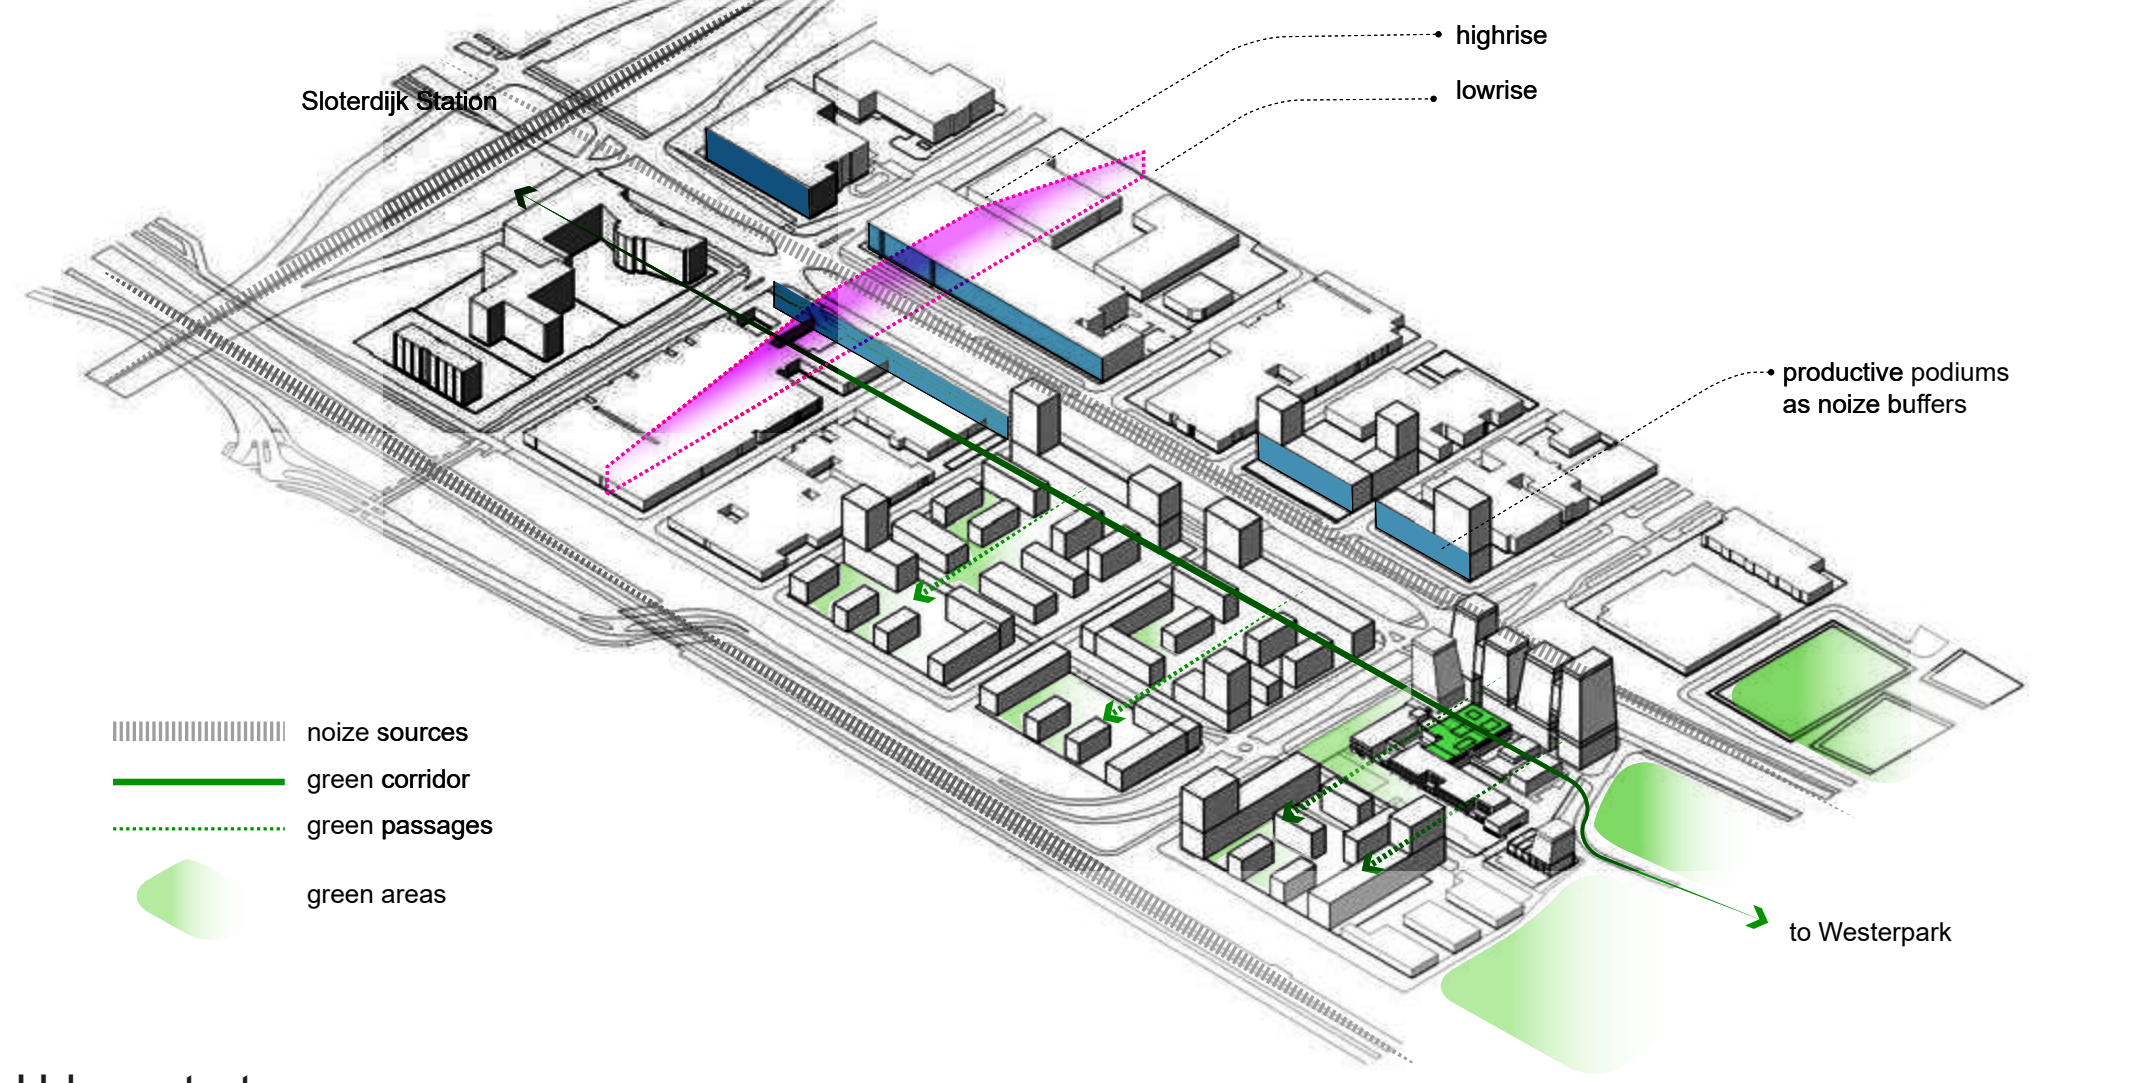 highrise
lowrise
Sloterdijk Station
productive podiums
as noize buffers
noize sources
green corridor
green passages
green areas
to Westerpark